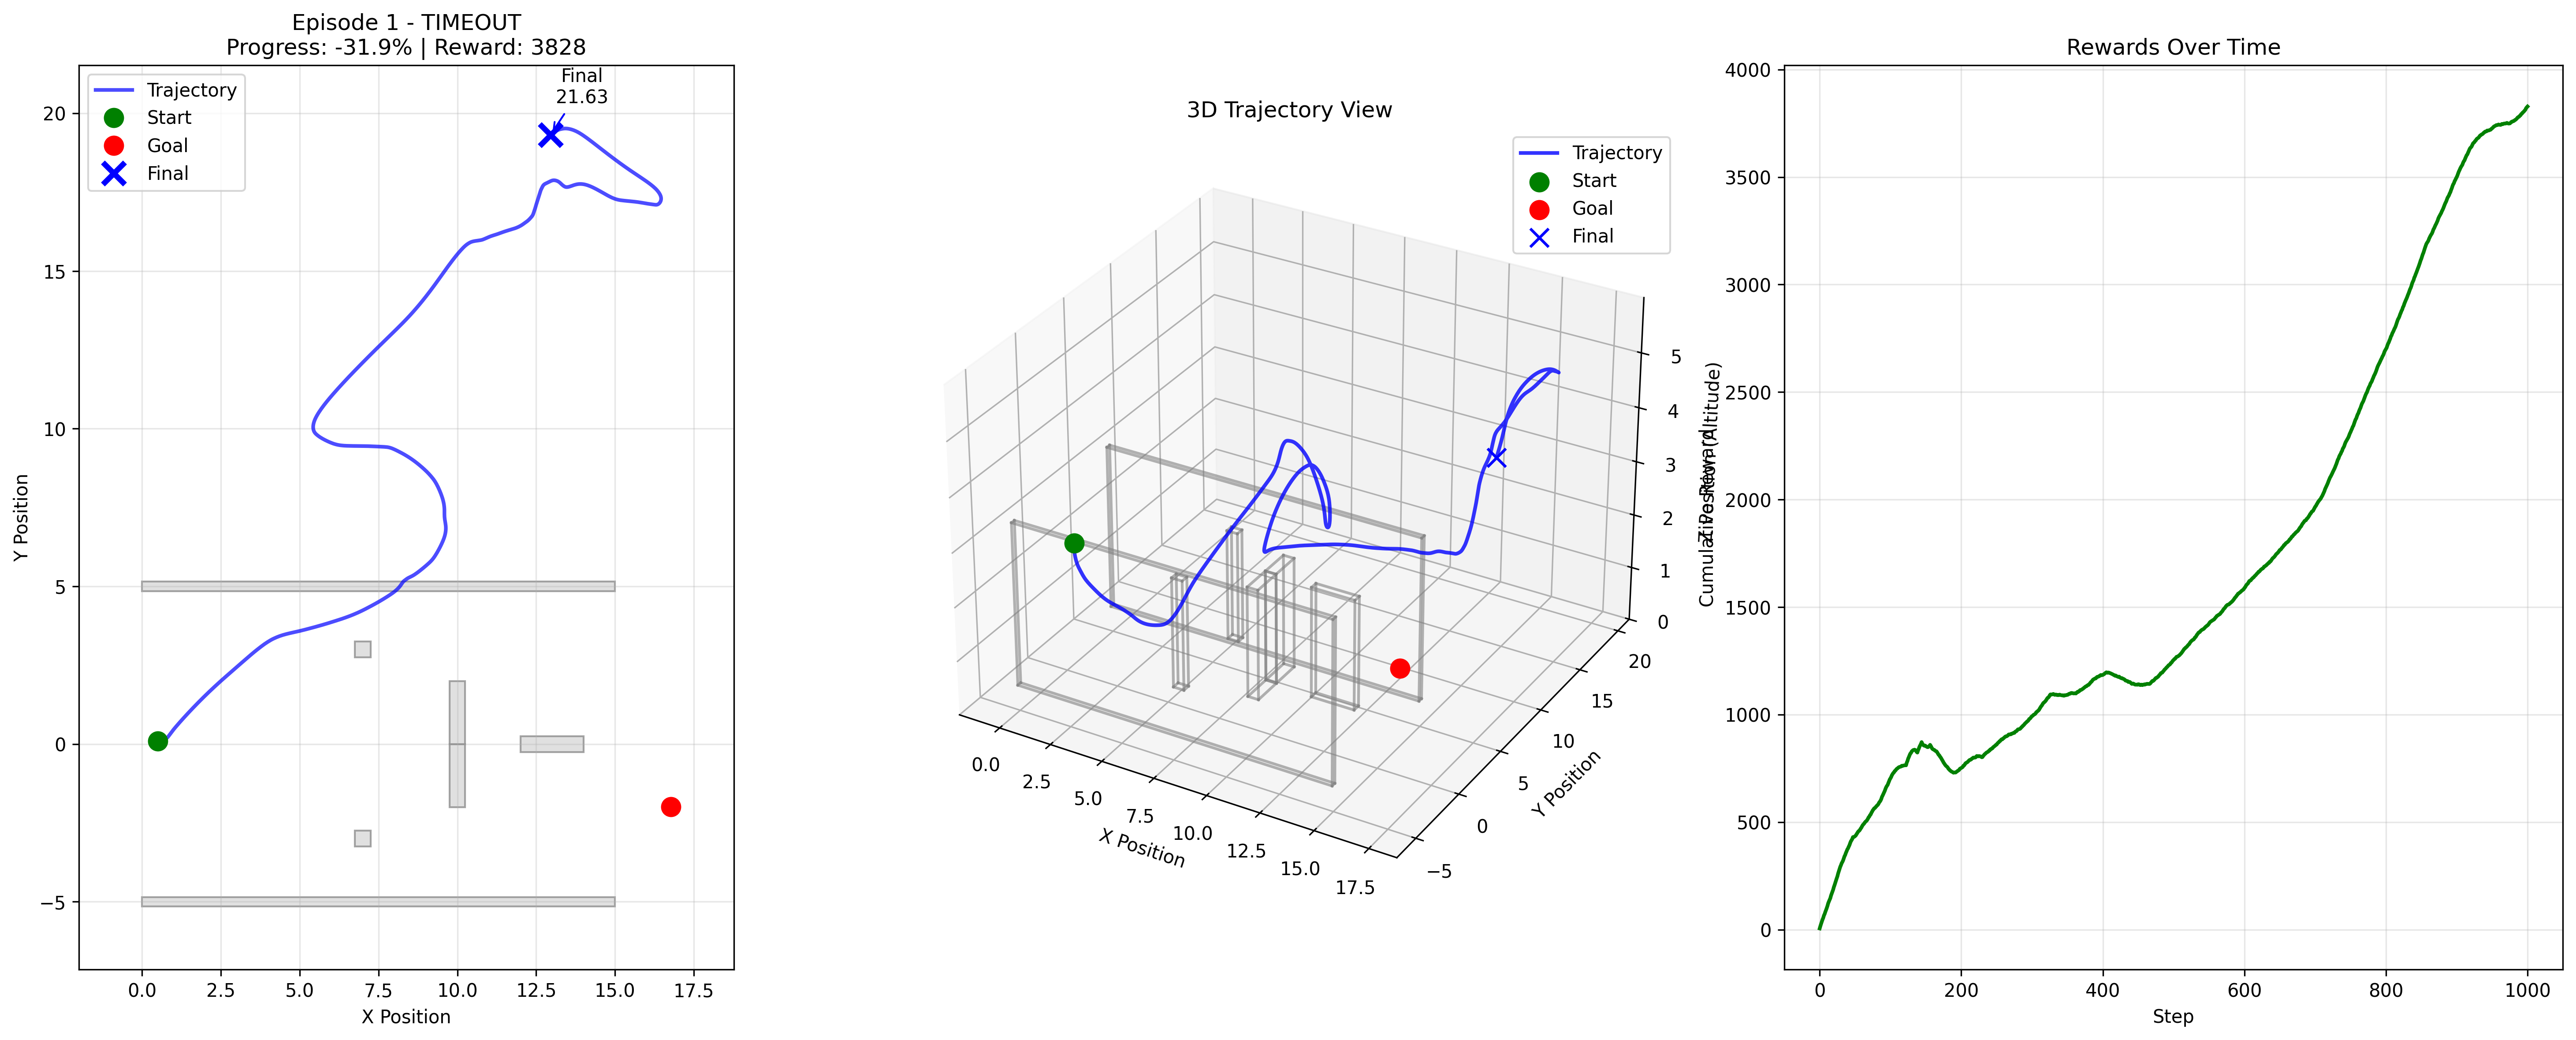 Episode 1 - TIMEOUT
Progress: -31.9% | Reward: 3828
Trajectory
Start
Goal
Final
Final
21.63
20
15
10
5
0
−5
0.0
2.5
5.0
7.5
10.0
12.5
15.0
17.5
X Position
Y Position
3D Trajectory View
Trajectory
Start
Goal
Final
0.0
2.5
5.0
7.5
10.0
12.5
15.0
17.5
X Position
−5
0
5
10
15
20
Y Position
0
1
2
3
4
5
Z Position (Altitude)
Rewards Over Time
Cumulative Reward
4000
3500
3000
2500
2000
1500
1000
500
0
0
200
400
600
800
1000
Step